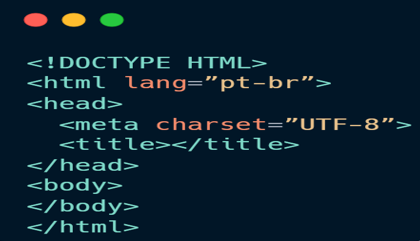 <!DOCTYPE HTML>
<html lang=”pt-br”>
<head>
<meta charset=”UTF-8”>
<title></title>
</head>
<body>
</body>
</html>